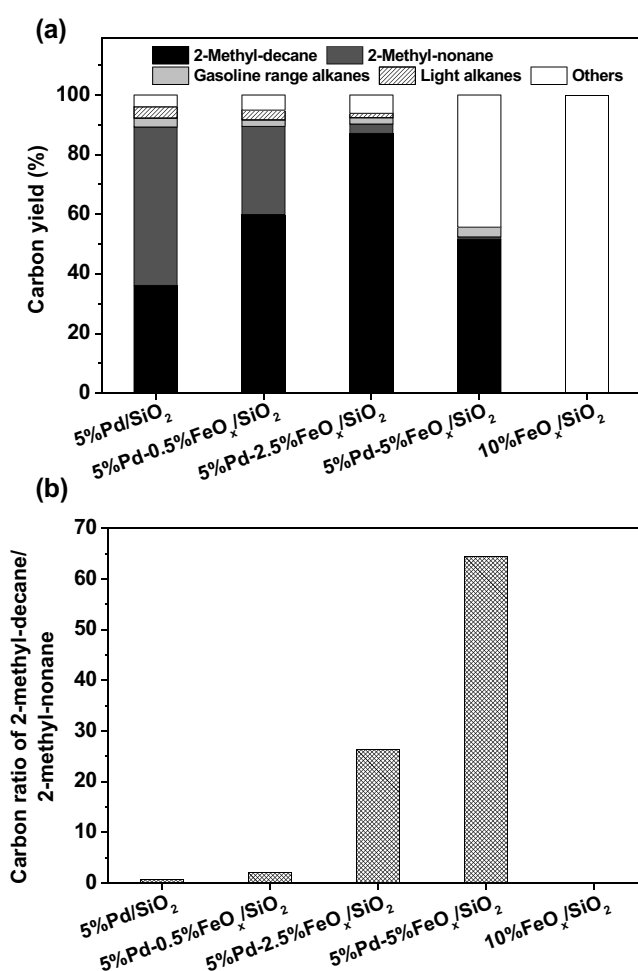 (a)
2-Methyl-decane 2-Methyl-nonane
Gasoline range alkanes Light alkanes Others
Carbon yield (%)
100
80
60
40
20
0
5%Pd/SiO₂
5%Pd-0.5%FeOₓ/SiO₂
5%Pd-2.5%FeOₓ/SiO₂
5%Pd-5%FeOₓ/SiO₂
10%FeOₓ/SiO₂
(b)
Carbon ratio of 2-methyl-decane/
2-methyl-nonane
70
60
50
40
30
20
10
0
5%Pd/SiO₂
5%Pd-0.5%FeOₓ/SiO₂
5%Pd-2.5%FeOₓ/SiO₂
5%Pd-5%FeOₓ/SiO₂
10%FeOₓ/SiO₂